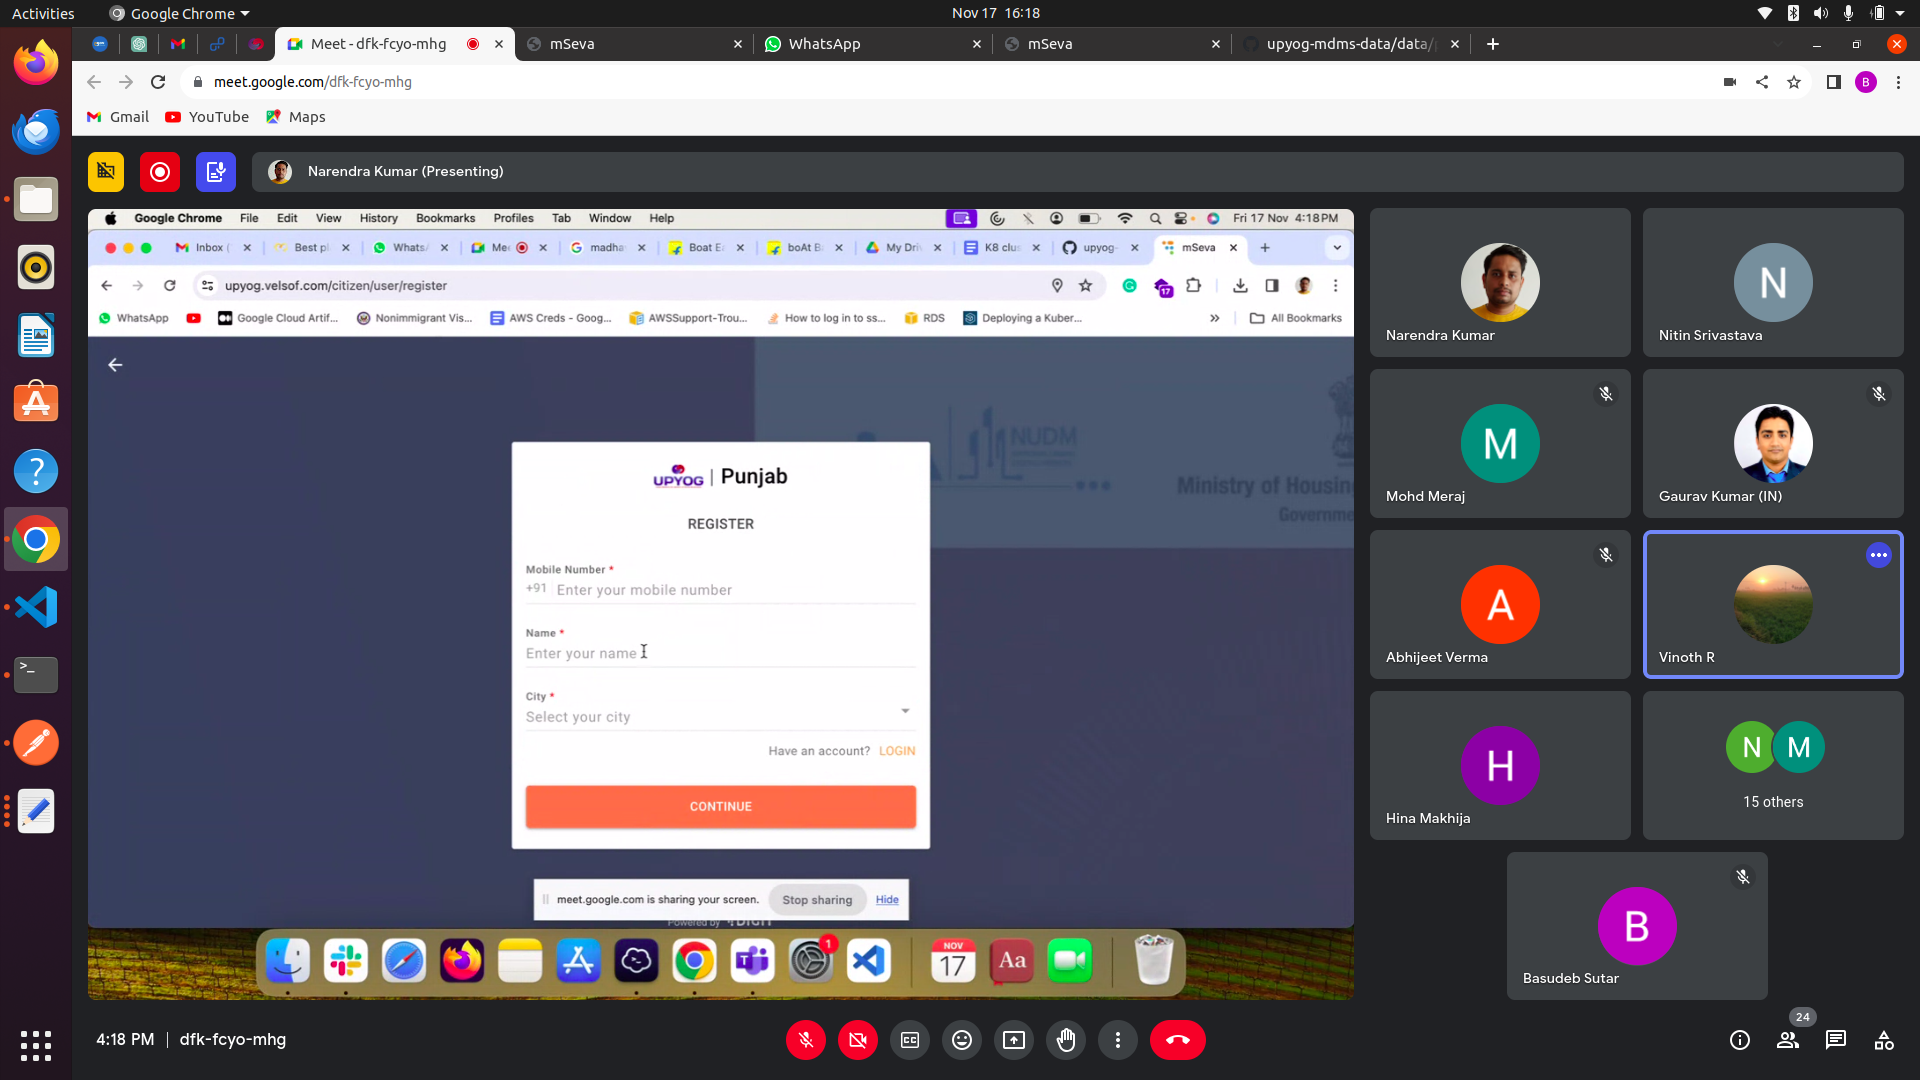 Activities
Google Chrome
Nov 17 16:18
Meet - dfk-fcyo-mhg
mSeva
WhatsApp
mSeva
upyog-mdms-data/data/
meet.google.com/dfk-fcyo-mhg
B
Gmail
YouTube
Maps
Narendra Kumar (Presenting)
Google Chrome File Edit View History Bookmarks Profiles Tab Window Help
Fri 17 Nov 4:18 PM
Inbox (
Best pl
Whats
Mee
madha
Boat E
boAt B
My Dri
K8 clus
upyog-
mSeva
upyog.velsof.com/citizen/user/register
17
WhatsApp
Google Cloud Artif...
Nonimmigrant Vis...
AWS Creds - Goog...
AWSSupport-Trou...
How to log in to ss...
RDS
Deploying a Kuber...
»
All Bookmarks
NUDM
Ministry of Housing
Governme
UPYOG | Punjab
REGISTER
Mobile Number *
+91 Enter your mobile number
Name *
Enter your name
City *
Select your city
Have an account? LOGIN
CONTINUE
meet.google.com is sharing your screen.
Stop sharing
Hide
Powered by DIGIT
1
NOV
17
Aa
Narendra Kumar
N
Nitin Srivastava
M
Mohd Meraj
Gaurav Kumar (IN)
A
Abhijeet Verma
Vinoth R
H
Hina Makhija
N M
15 others
B
Basudeb Sutar
4:18 PM | dfk-fcyo-mhg
24